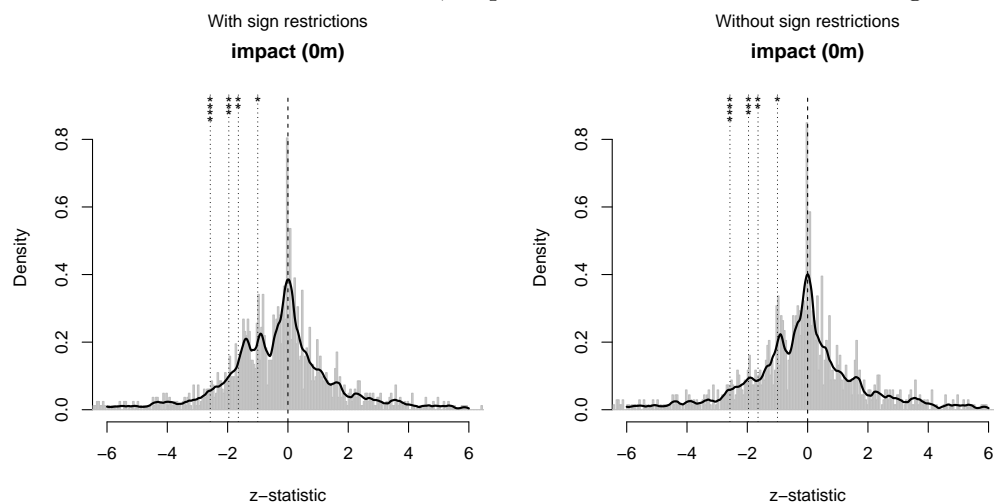 With sign restrictions
impact (0m)
* * * *
* * *
* *
*
0.8
0.6
0.4
0.2
0.0
Density
−6 −4 −2 0 2 4 6
z−statistic
Without sign restrictions
impact (0m)
* * * *
* * *
* *
*
0.8
0.6
0.4
0.2
0.0
Density
−6 −4 −2 0 2 4 6
z−statistic